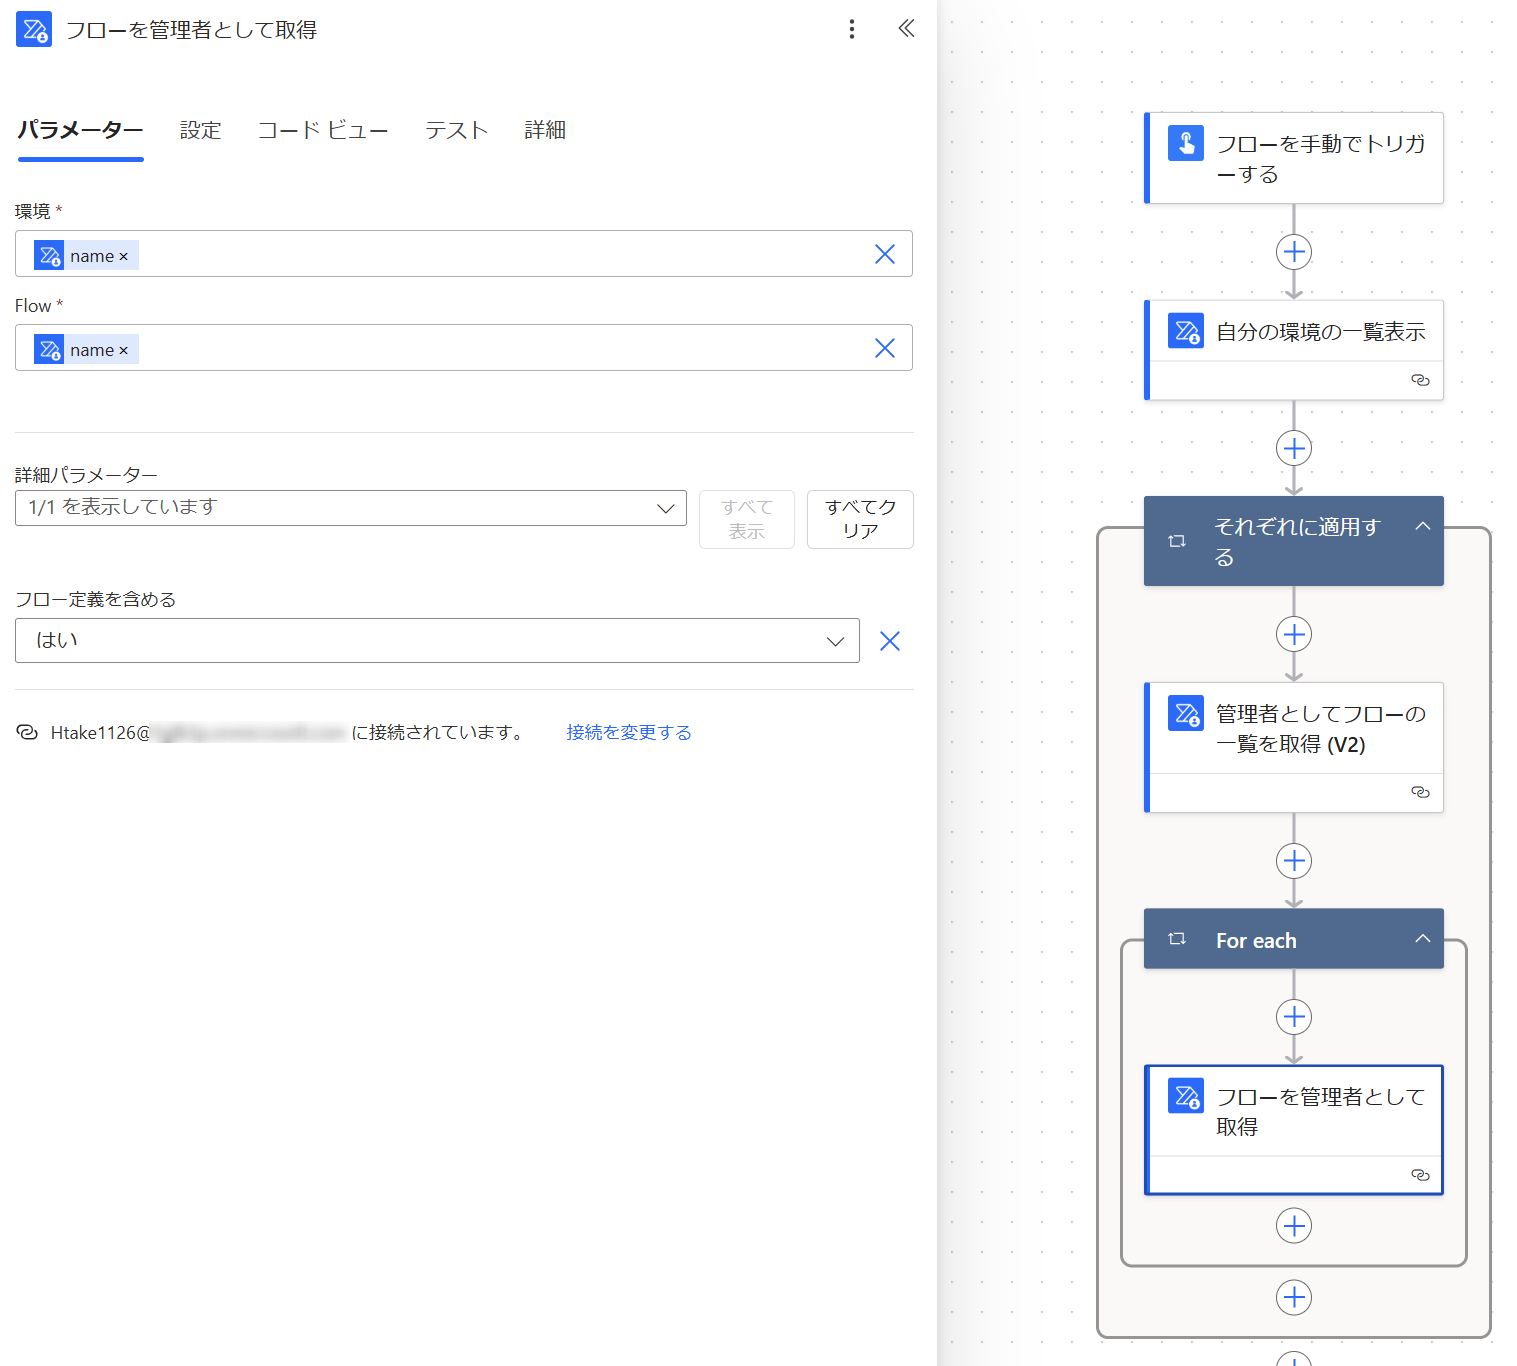 フローを管理者として取得
パラメーター 設定 コード ビュー テスト 詳細
環境 *
name ×
Flow *
name ×
詳細パラメーター
1/1 を表示しています
すべて
表示
すべてク
リア
フロー定義を含める
はい
Htake1126@ に接続されています。 接続を変更する
フローを手動でトリガ
ーする
自分の環境の一覧表示
それぞれに適用す
る
管理者としてフローの
一覧を取得 (V2)
For each
フローを管理者として
取得